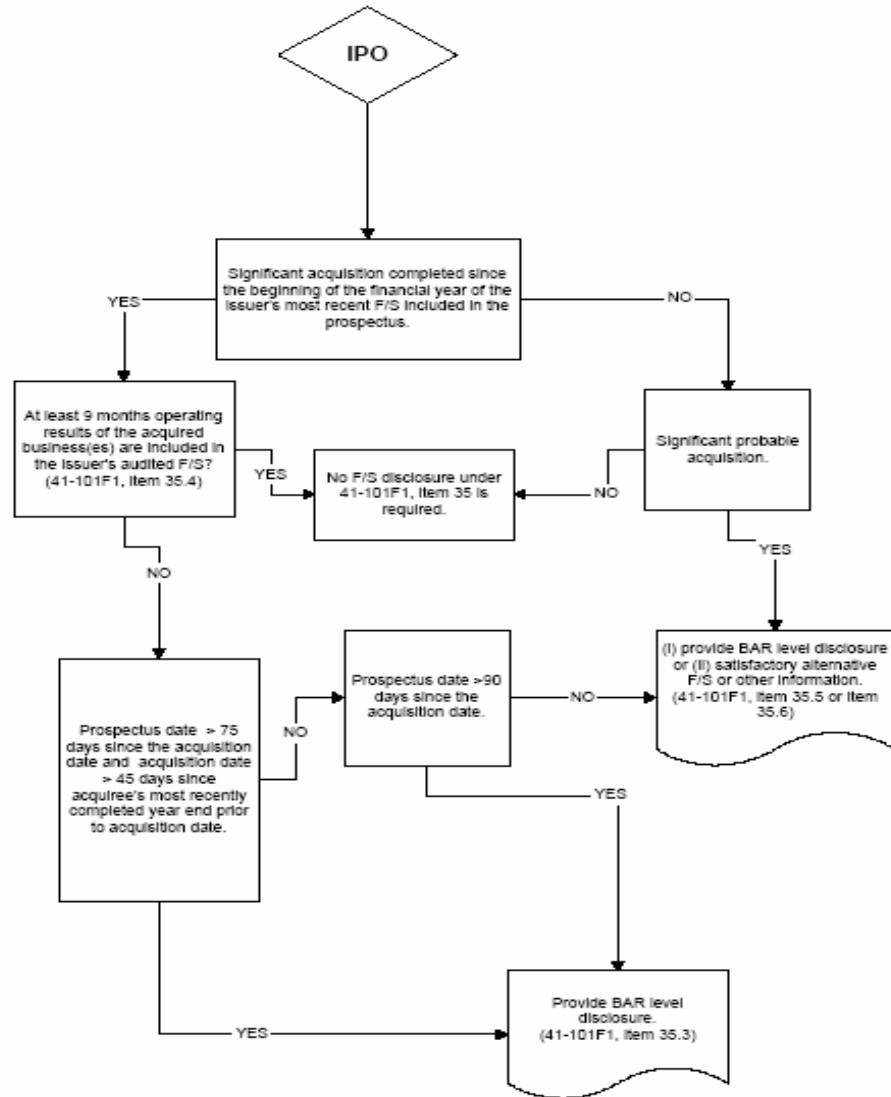 IPO
Significant acquisition completed since
the beginning of the financial year of the
issuer's most recent F/S included in the
prospectus.
YES
NO
At least 9 months operating
results of the acquired
business(es) are included in
the issuer's audited F/S?
(41-101F1, Item 35.4)
YES
No F/S disclosure under
41-101F1, Item 35 is
required.
NO
Significant probable
acquisition.
NO
YES
Prospectus date > 75
days since the acquisition
date and acquisition date
> 45 days since
acquiree's most recently
completed year end prior
to acquisition date.
NO
Prospectus date >90
days since the
acquisition date.
NO
(i) provide BAR level disclosure
or (ii) satisfactory alternative
F/S or other information.
(41-101F1, Item 35.5 or Item
35.6)
YES
YES
Provide BAR level
disclosure.
(41-101F1, Item 35.3)